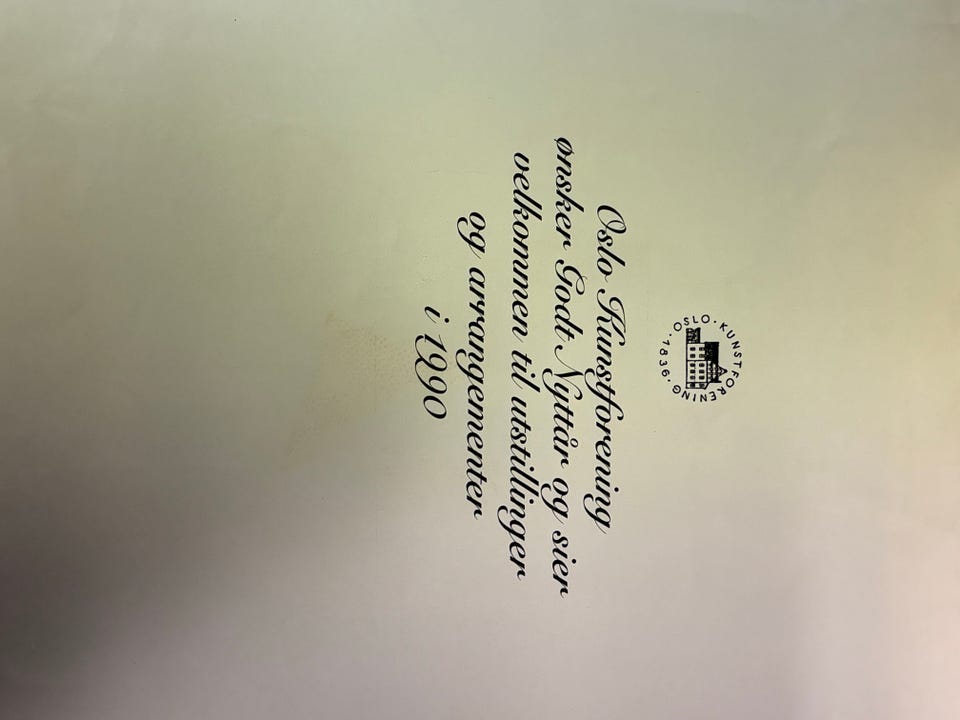 OSLO · KUNSTFORENING · 1836 ·
Oslo Kunstforening
ønsker Godt Nyttår og sier
velkommen til utstillinger
og arrangementer
i 1990